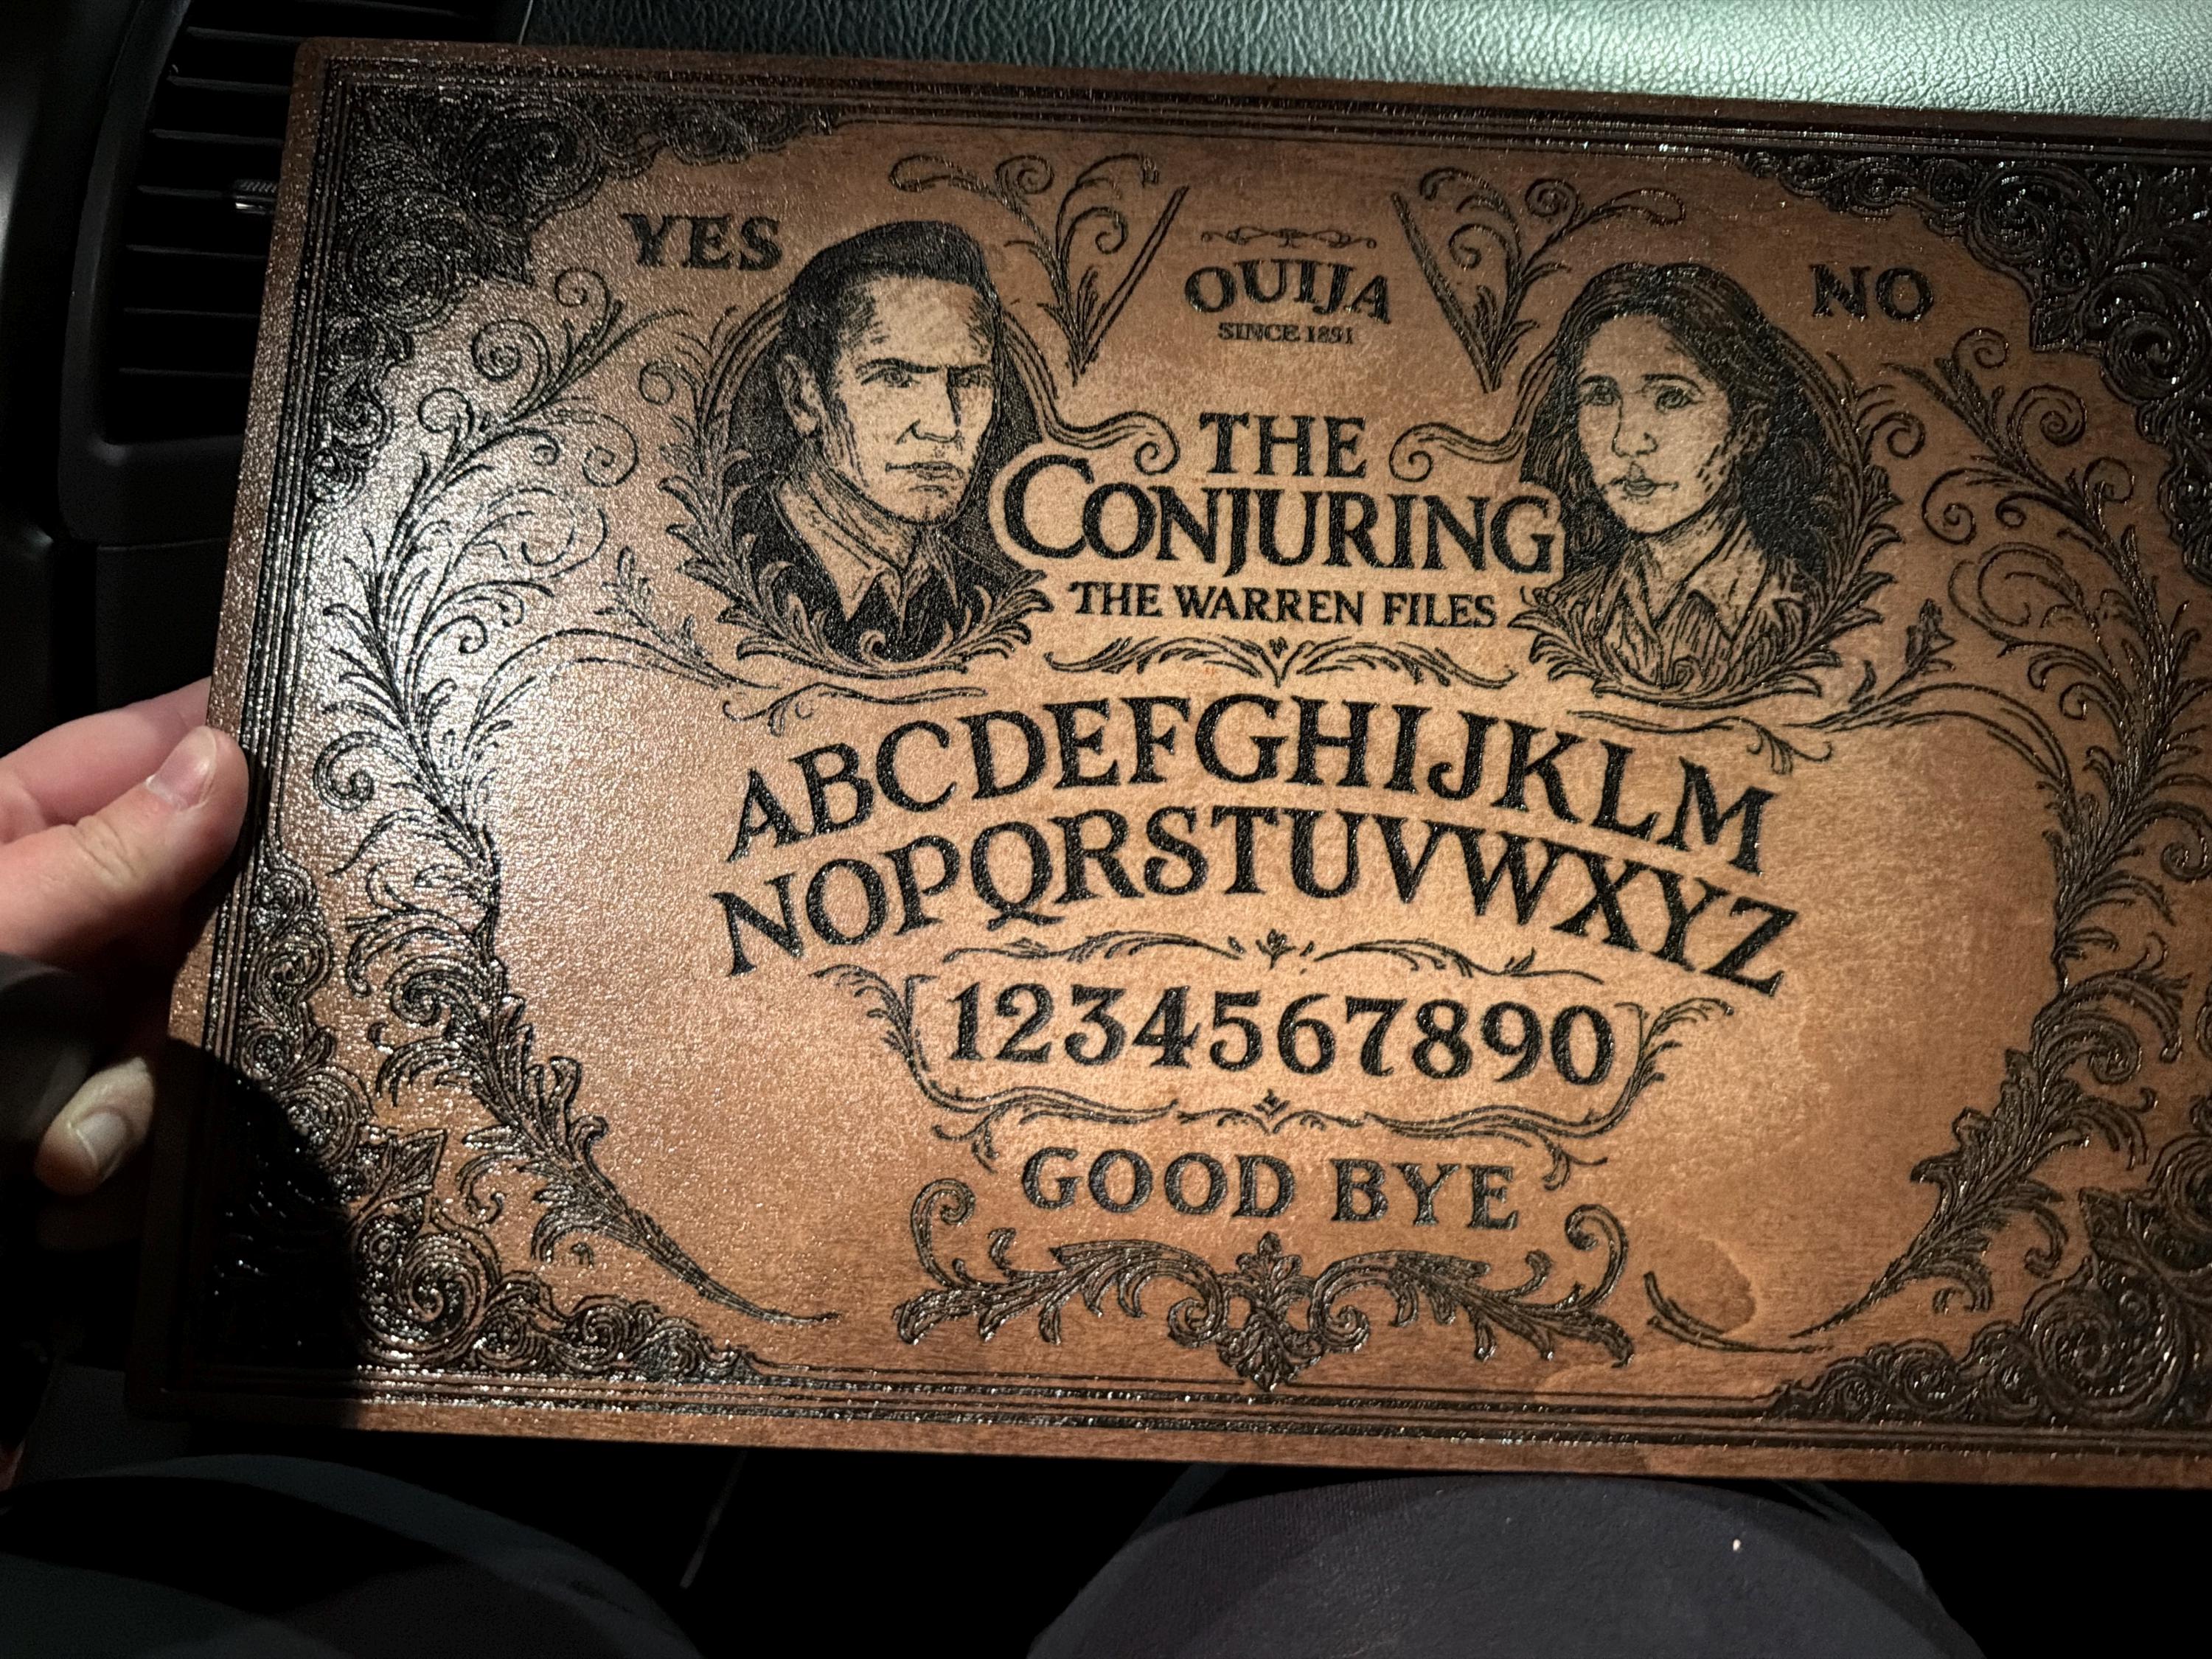 YES
NO
OUIJA
SINCE 1891
THE
CONJURING
THE WARREN FILES
ABCDEFGHIJKLM
NOPQRSTUVWXYZ
1234567890
GOOD BYE